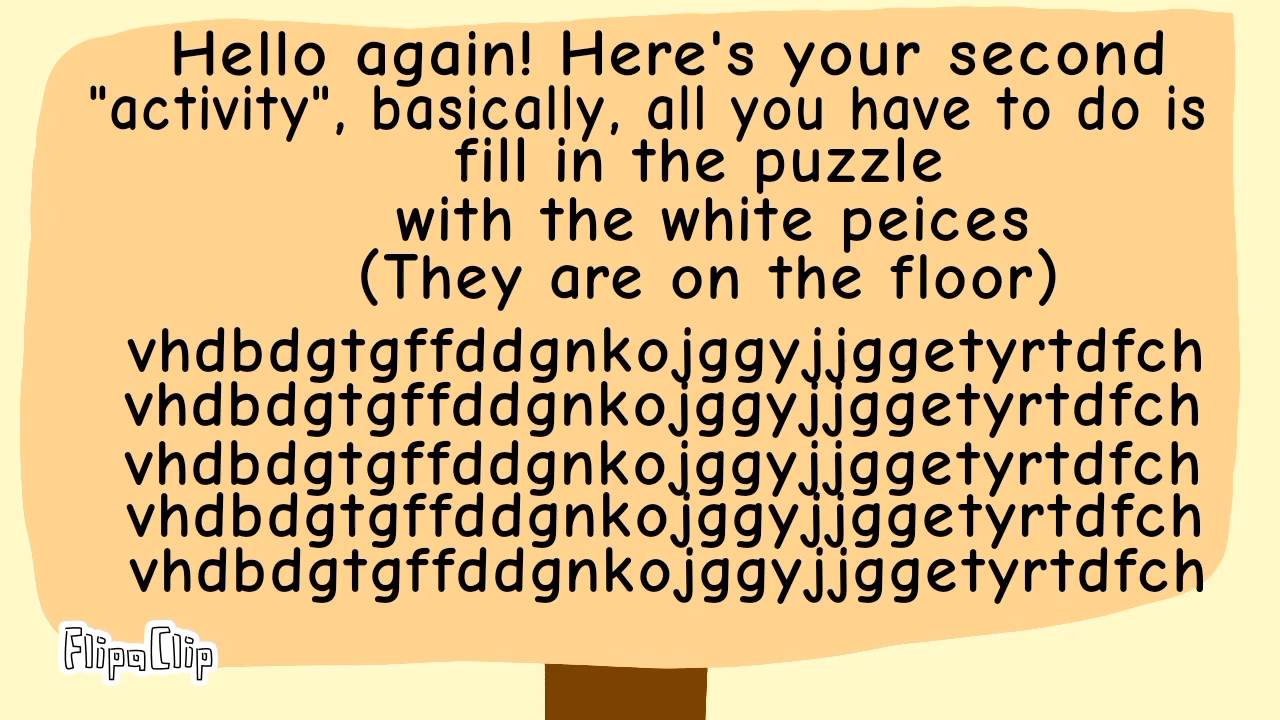 Hello again! Here's your second
"activity", basically, all you have to do is
fill in the puzzle
with the white peices
(They are on the floor)
vhdbdgtgffddgnkojggyjjggetyrtdfch
vhdbdgtgffddgnkojggyjjggetyrtdfch
vhdbdgtgffddgnkojggyjjggetyrtdfch
vhdbdgtgffddgnkojggyjjggetyrtdfch
vhdbdgtgffddgnkojggyjjggetyrtdfch
FlipaClip